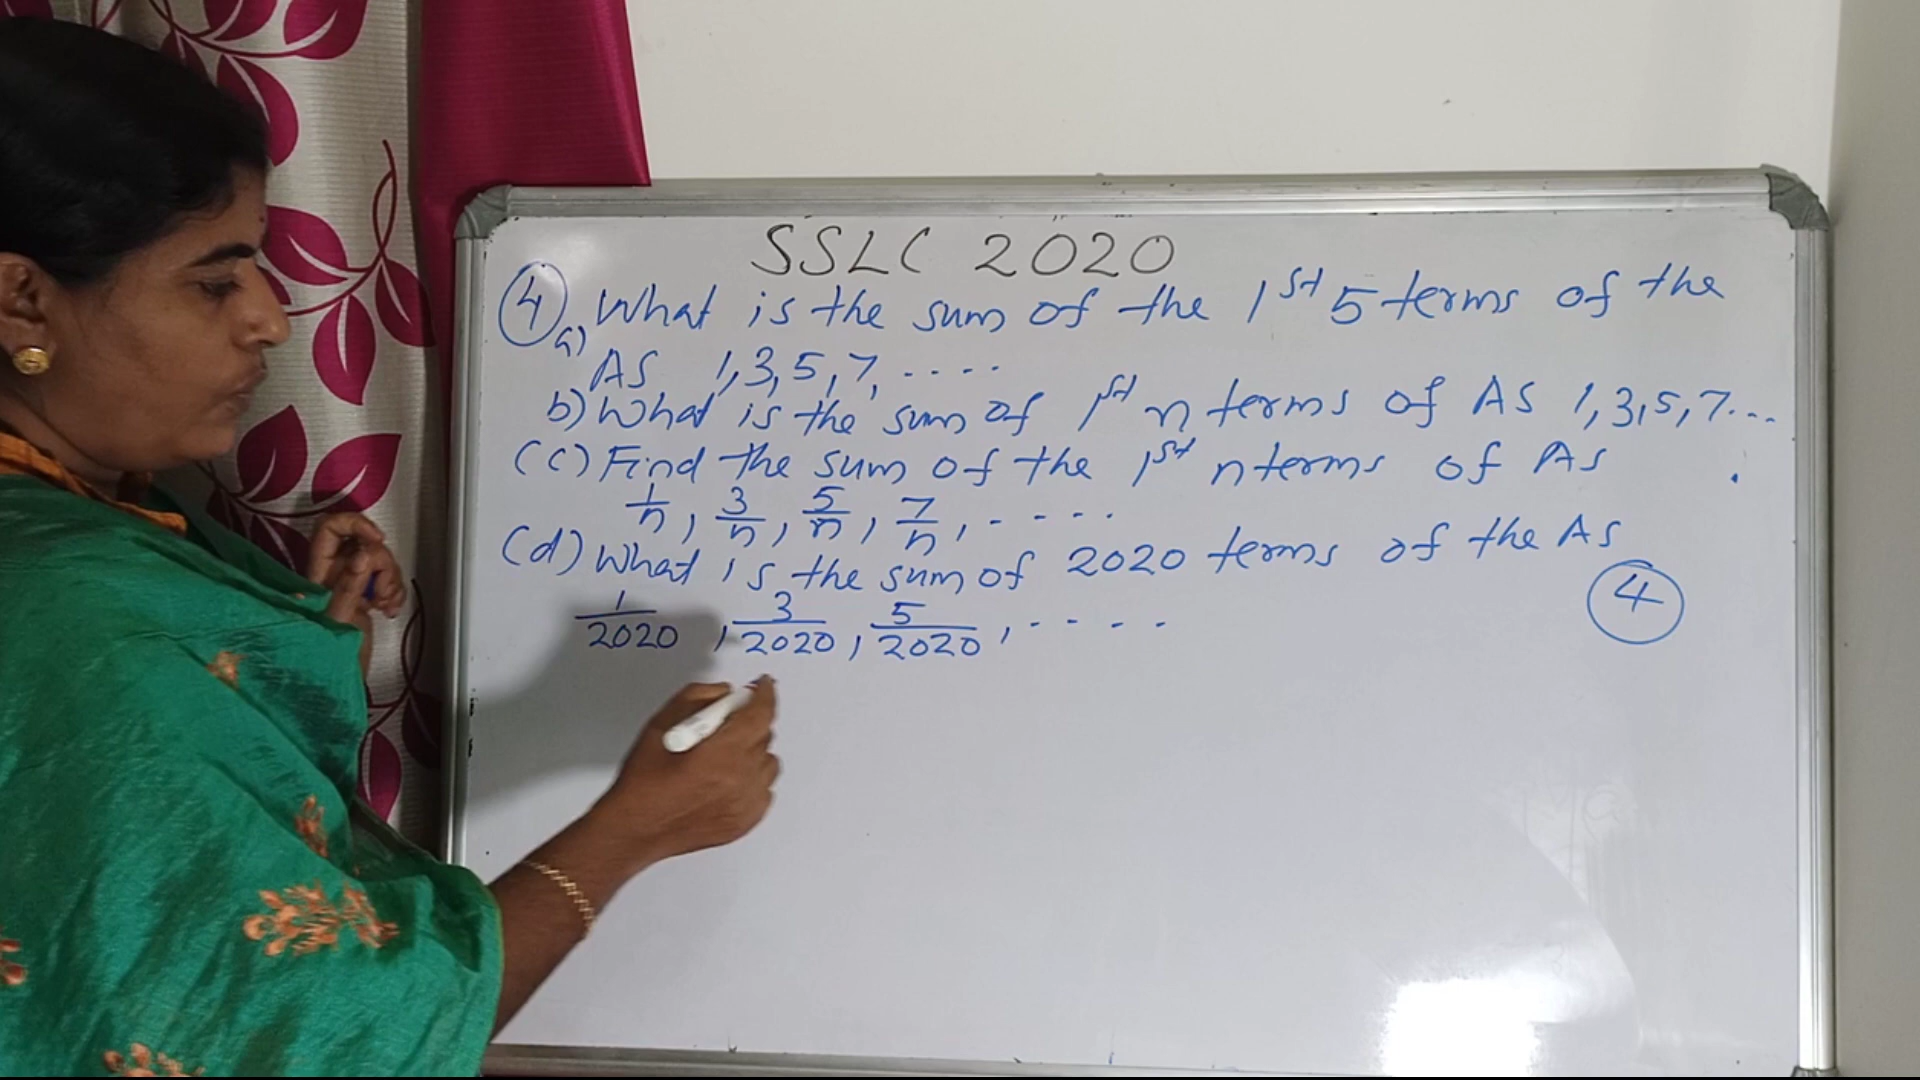 SSLC 2020
④ a) What is the sum of the 1st 5 terms of the
AS 1, 3, 5, 7, ....
b) What is the sum of 1st n terms of AS 1, 3, 5, 7...
(c) Find the sum of the 1st n terms of AS
1/n, 3/n, 5/n, 7/n, .....
(d) What is the sum of 2020 terms of the AS
1/2020, 3/2020, 5/2020, .... ④